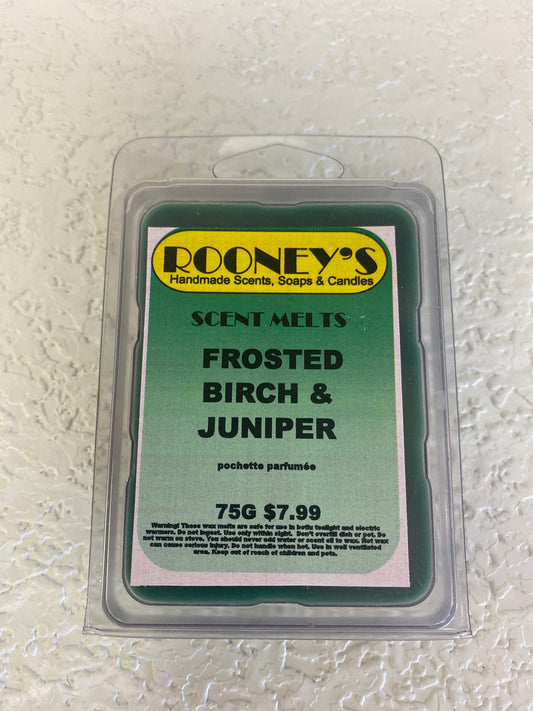 ROONEY'S
Handmade Scents, Soaps & Candles
SCENT MELTS
FROSTED
BIRCH &
JUNIPER
pochette parfumée
75G $7.99
Warning! These wax melts are safe for use in both: tealight and electric
warmers. Do not ingest. Use only within sight. Don't overfill dish or pot. Do
not warm on stove. You should never add water or scent oil to wax. Hot wax
can cause serious injury. Do not handle when hot. Use in well ventilated
area. Keep out of reach of children and pets.